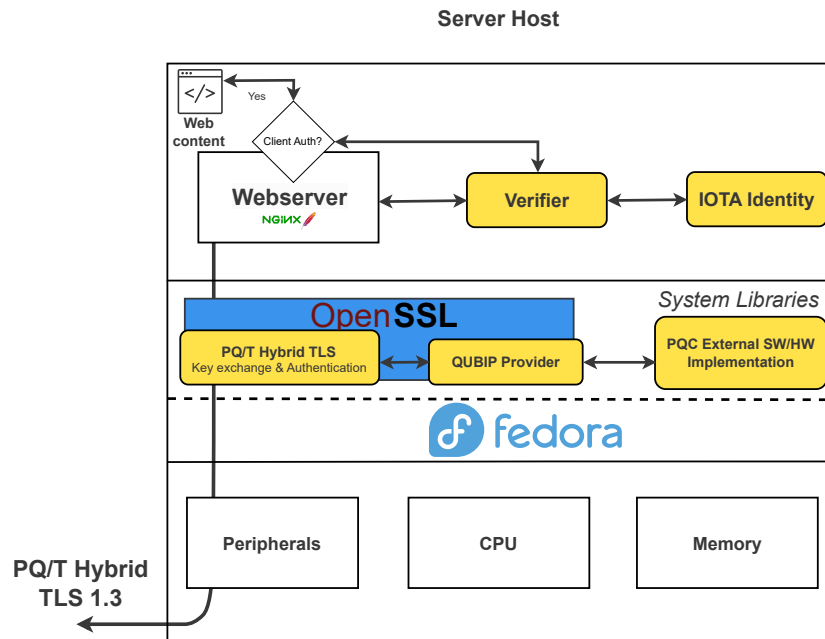 Server Host
</>
Yes
Web
content
Client Auth?
Webserver
NGiNX
Verifier
IOTA Identity
System Libraries
OpenSSL
PQ/T Hybrid TLS
Key exchange & Authentication
QUBIP Provider
PQC External SW/HW
Implementation
fedora
Peripherals
CPU
Memory
PQ/T Hybrid
TLS 1.3